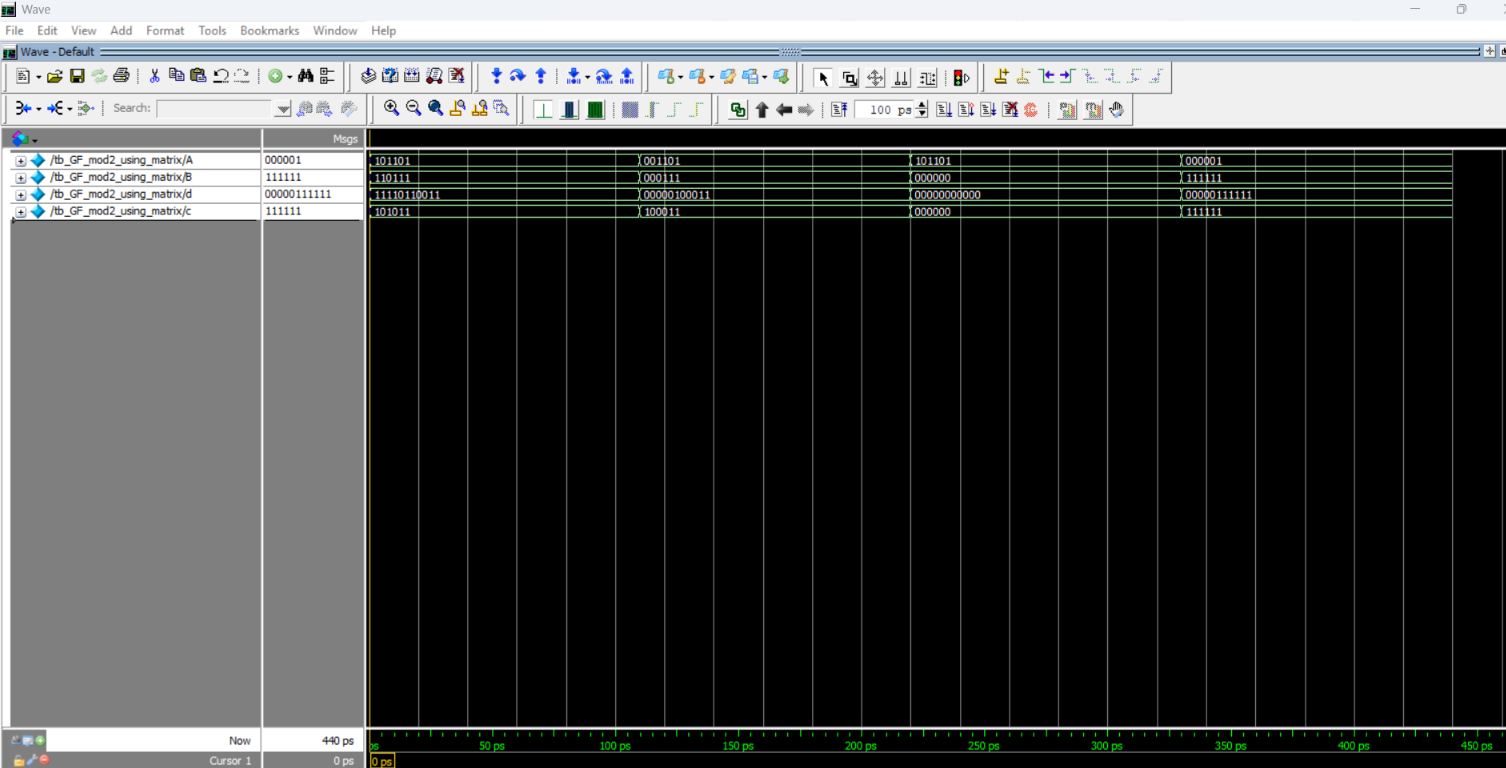 Wave
File Edit View Add Format Tools Bookmarks Window Help
Wave - Default
Search:
100 ps
Msgs
/tb_GF_mod2_using_matrix/A 000001 101101 001101 101101 000001
/tb_GF_mod2_using_matrix/B 111111 110111 000111 000000 111111
/tb_GF_mod2_using_matrix/d 00000111111 11110110011 00000100011 00000000000 00000111111
/tb_GF_mod2_using_matrix/c 111111 101011 100011 000000 111111
Now 440 ps ps 50 ps 100 ps 150 ps 200 ps 250 ps 300 ps 350 ps 400 ps 450 ps
Cursor 1 0 ps 0 ps